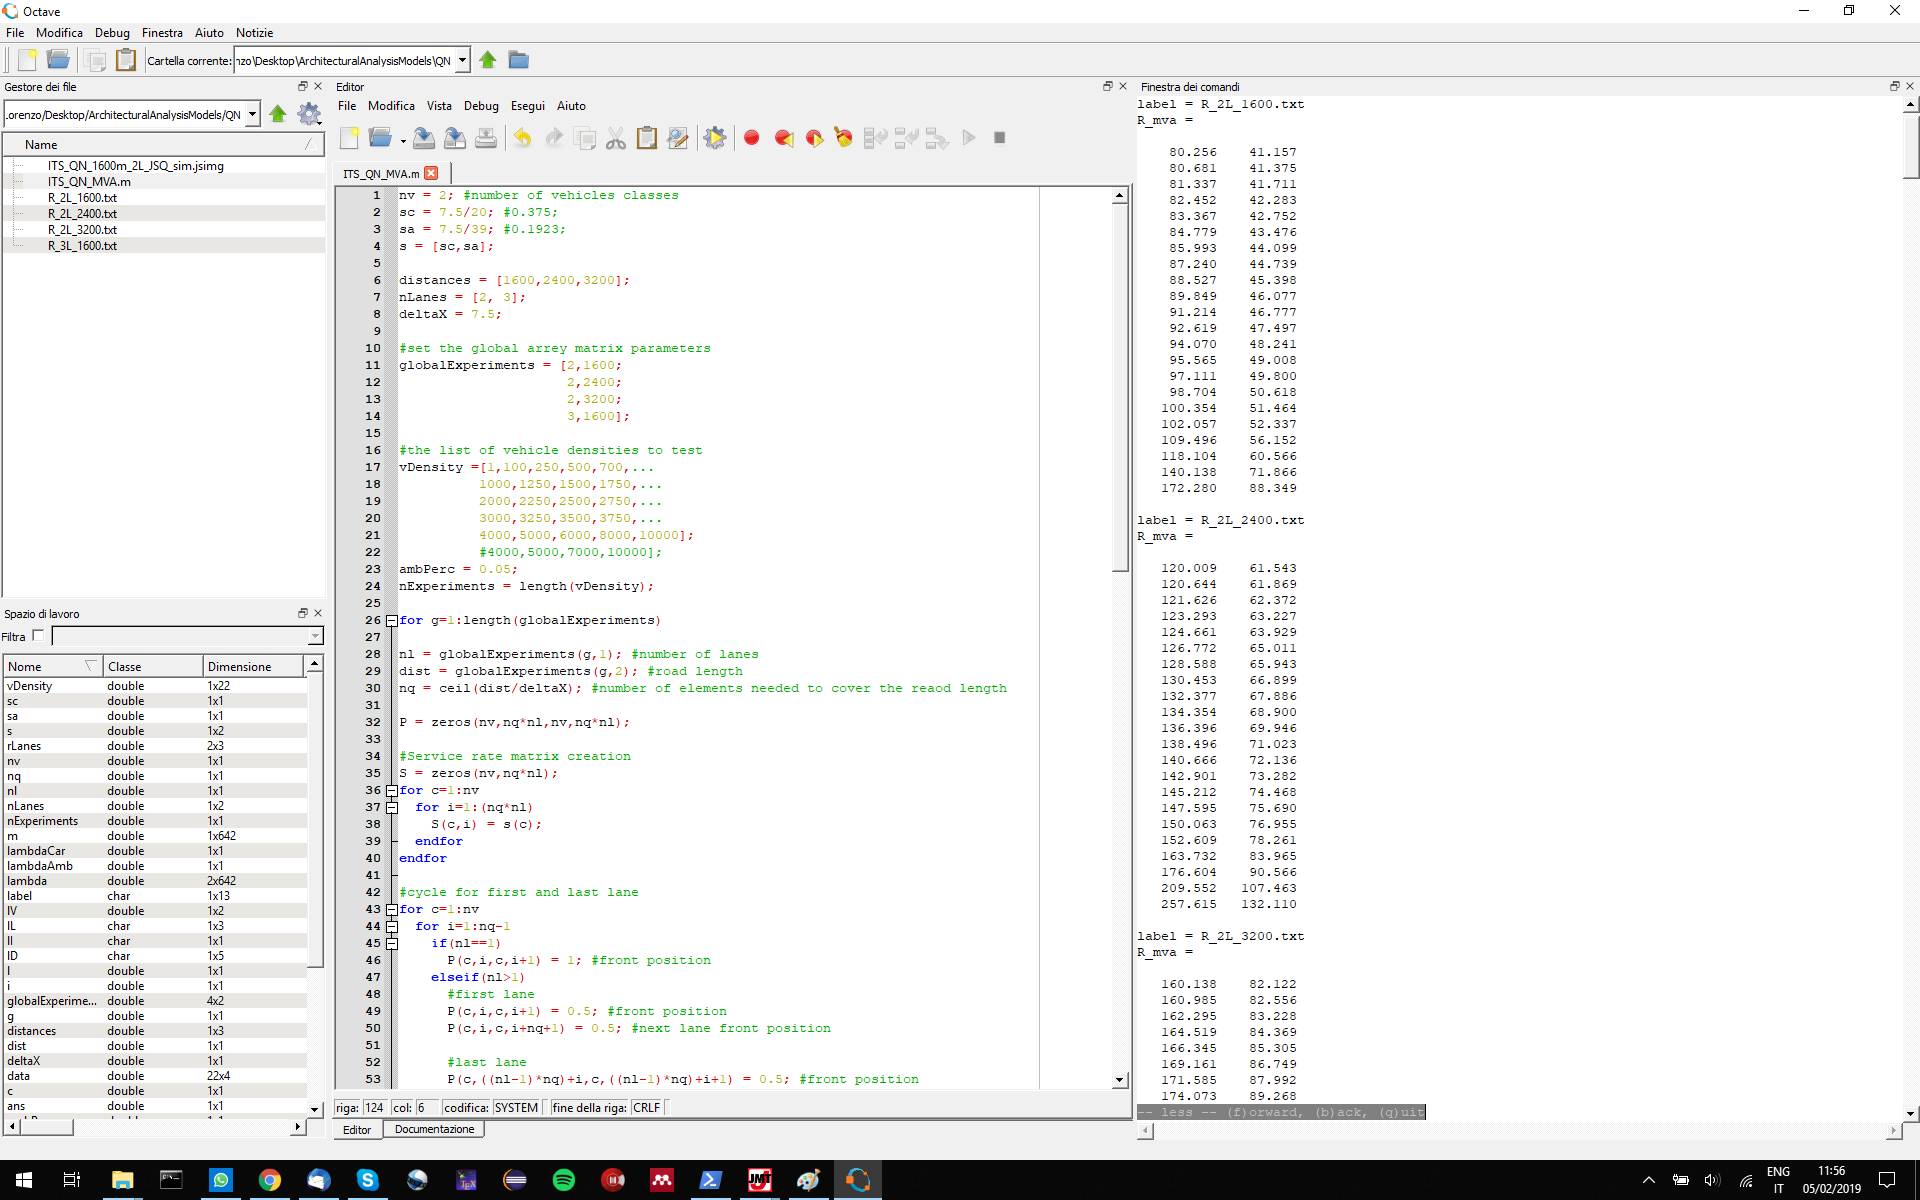 Octave
File Modifica Debug Finestra Aiuto Notizie
Cartella corrente: nzo\Desktop\ArchitecturalAnalysisModels\QN
Gestore dei file
.orenzo/Desktop/ArchitecturalAnalysisModels/QN
Name
ITS_QN_1600m_2L_JSQ_sim.jsimg
ITS_QN_MVA.m
R_2L_1600.txt
R_2L_2400.txt
R_2L_3200.txt
R_3L_1600.txt
Spazio di lavoro
Filtra
Nome Classe Dimensione
vDensity double 1x22
sc double 1x1
sa double 1x1
s double 1x2
rLanes double 2x3
nv double 1x1
nq double 1x1
nl double 1x1
nLanes double 1x2
nExperiments double 1x1
m double 1x642
lambdaCar double 1x1
lambdaAmb double 1x1
lambda double 2x642
label char 1x13
lV double 1x2
lL char 1x3
ll char 1x1
lD char 1x5
l double 1x1
i double 1x1
globalExperime... double 4x2
g double 1x1
distances double 1x3
dist double 1x1
deltaX double 1x1
data double 22x4
c double 1x1
ans double 1x1
Editor
File Modifica Vista Debug Esegui Aiuto
ITS_QN_MVA.m
1 nv = 2; #number of vehicles classes
2 sc = 7.5/20; #0.375;
3 sa = 7.5/39; #0.1923;
4 s = [sc,sa];
5
6 distances = [1600,2400,3200];
7 nLanes = [2, 3];
8 deltaX = 7.5;
9
10 #set the global arrey matrix parameters
11 globalExperiments = [2,1600;
12 2,2400;
13 2,3200;
14 3,1600];
15
16 #the list of vehicle densities to test
17 vDensity =[1,100,250,500,700,...
18 1000,1250,1500,1750,...
19 2000,2250,2500,2750,...
20 3000,3250,3500,3750,...
21 4000,5000,6000,8000,10000];
22 #4000,5000,7000,10000];
23 ambPerc = 0.05;
24 nExperiments = length(vDensity);
25
26 for g=1:length(globalExperiments)
27
28 nl = globalExperiments(g,1); #number of lanes
29 dist = globalExperiments(g,2); #road length
30 nq = ceil(dist/deltaX); #number of elements needed to cover the reaod length
31
32 P = zeros(nv,nq*nl,nv,nq*nl);
33
34 #Service rate matrix creation
35 S = zeros(nv,nq*nl);
36 for c=1:nv
37 for i=1:(nq*nl)
38 S(c,i) = s(c);
39 endfor
40 endfor
41
42 #cycle for first and last lane
43 for c=1:nv
44 for i=1:nq-1
45 if(nl==1)
46 P(c,i,c,i+1) = 1; #front position
47 elseif(nl>1)
48 #first lane
49 P(c,i,c,i+1) = 0.5; #front position
50 P(c,i,c,i+nq+1) = 0.5; #next lane front position
51
52 #last lane
53 P(c,((nl-1)*nq)+i,c,((nl-1)*nq)+i+1) = 0.5; #front position
riga: 124 col: 6 codifica: SYSTEM fine della riga: CRLF
Editor Documentazione
Finestra dei comandi
label = R_2L_1600.txt
R_mva =
80.256 41.157
80.681 41.375
81.337 41.711
82.452 42.283
83.367 42.752
84.779 43.476
85.993 44.099
87.240 44.739
88.527 45.398
89.849 46.077
91.214 46.777
92.619 47.497
94.070 48.241
95.565 49.008
97.111 49.800
98.704 50.618
100.354 51.464
102.057 52.337
109.496 56.152
118.104 60.566
140.138 71.866
172.280 88.349
label = R_2L_2400.txt
R_mva =
120.009 61.543
120.644 61.869
121.626 62.372
123.293 63.227
124.661 63.929
126.772 65.011
128.588 65.943
130.453 66.899
132.377 67.886
134.354 68.900
136.396 69.946
138.496 71.023
140.666 72.136
142.901 73.282
145.212 74.468
147.595 75.690
150.063 76.955
152.609 78.261
163.732 83.965
176.604 90.566
209.552 107.463
257.615 132.110
label = R_2L_3200.txt
R_mva =
160.138 82.122
160.985 82.556
162.295 83.228
164.519 84.369
166.345 85.305
169.161 86.749
171.585 87.992
174.073 89.268
-- less -- (f)orward, (b)ack, (q)uit
JMT
ENG
IT
11:56
05/02/2019